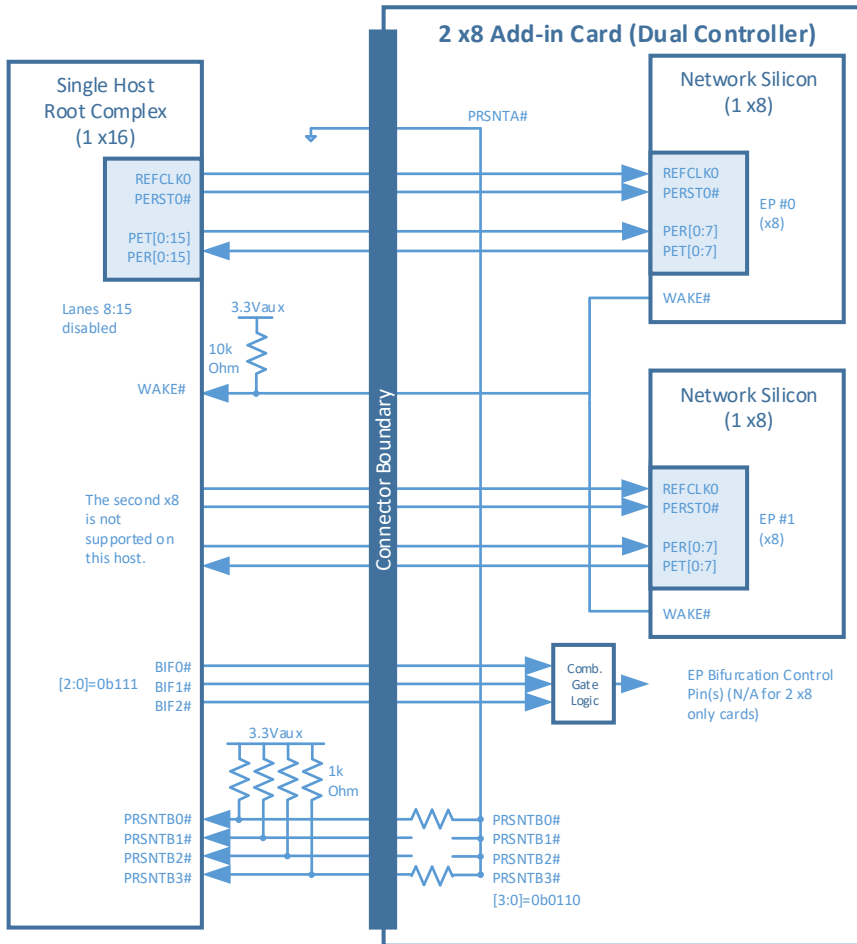 2 x8 Add-in Card (Dual Controller)
Single Host
Root Complex
(1 x16)
REFCLK0
PERST0#
PET[0:15]
PER[0:15]
Lanes 8:15
disabled
3.3Vaux
10k
Ohm
WAKE#
The second x8
is not
supported on
this host.
BIF0#
[2:0]=0b111
BIF1#
BIF2#
3.3Vaux
1k
Ohm
PRSNTB0#
PRSNTB1#
PRSNTB2#
PRSNTB3#
Connector Boundary
PRSNTA#
Network Silicon
(1 x8)
REFCLK0
PERST0#
PER[0:7]
PET[0:7]
EP #0
(x8)
WAKE#
Network Silicon
(1 x8)
REFCLK0
PERST0#
PER[0:7]
PET[0:7]
EP #1
(x8)
WAKE#
Comb.
Gate
Logic
EP Bifurcation Control
Pin(s) (N/A for 2 x8
only cards)
PRSNTB0#
PRSNTB1#
PRSNTB2#
PRSNTB3#
[3:0]=0b0110